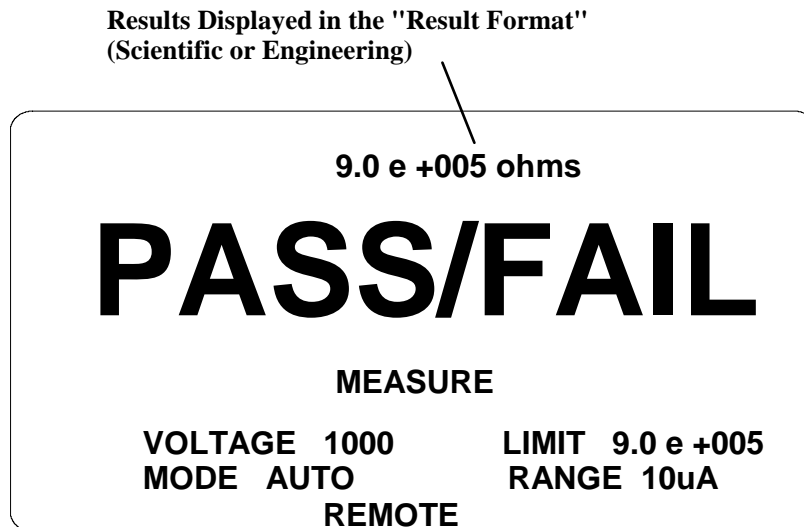 Results Displayed in the "Result Format"
(Scientific or Engineering)
9.0 e +005 ohms
PASS/FAIL
MEASURE
VOLTAGE 1000 LIMIT 9.0 e +005
MODE AUTO RANGE 10uA
REMOTE